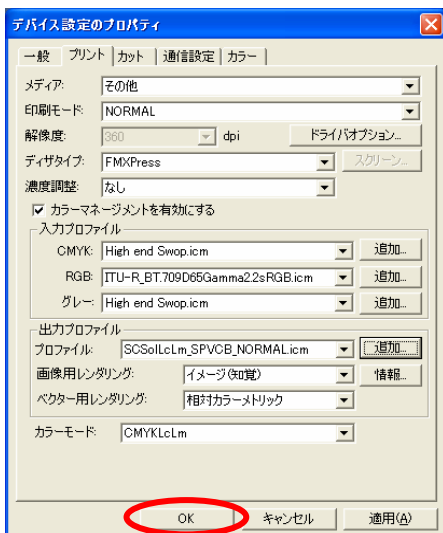 デバイス設定のプロパティ
一般 プリント カット 通信設定 カラー
メディア: その他
印刷モード: NORMAL
解像度: 360 dpi ドライバオプション...
ディザタイプ: FMXPress スクリーン...
濃度調整: なし
カラーマネージメントを有効にする
入力プロファイル
CMYK: High end Swop.icm 追加...
RGB: ITU-R_BT.709D65Gamma2.2sRGB.icm 追加...
グレー: High end Swop.icm 追加...
出力プロファイル
プロファイル: SCSolLcLm_SPVCB_NORMAL.icm 追加...
画像用レンダリング: イメージ(知覚) 情報...
ベクター用レンダリング: 相対カラーメトリック
カラーモード: CMYKLcLm
OK キャンセル 適用(A)